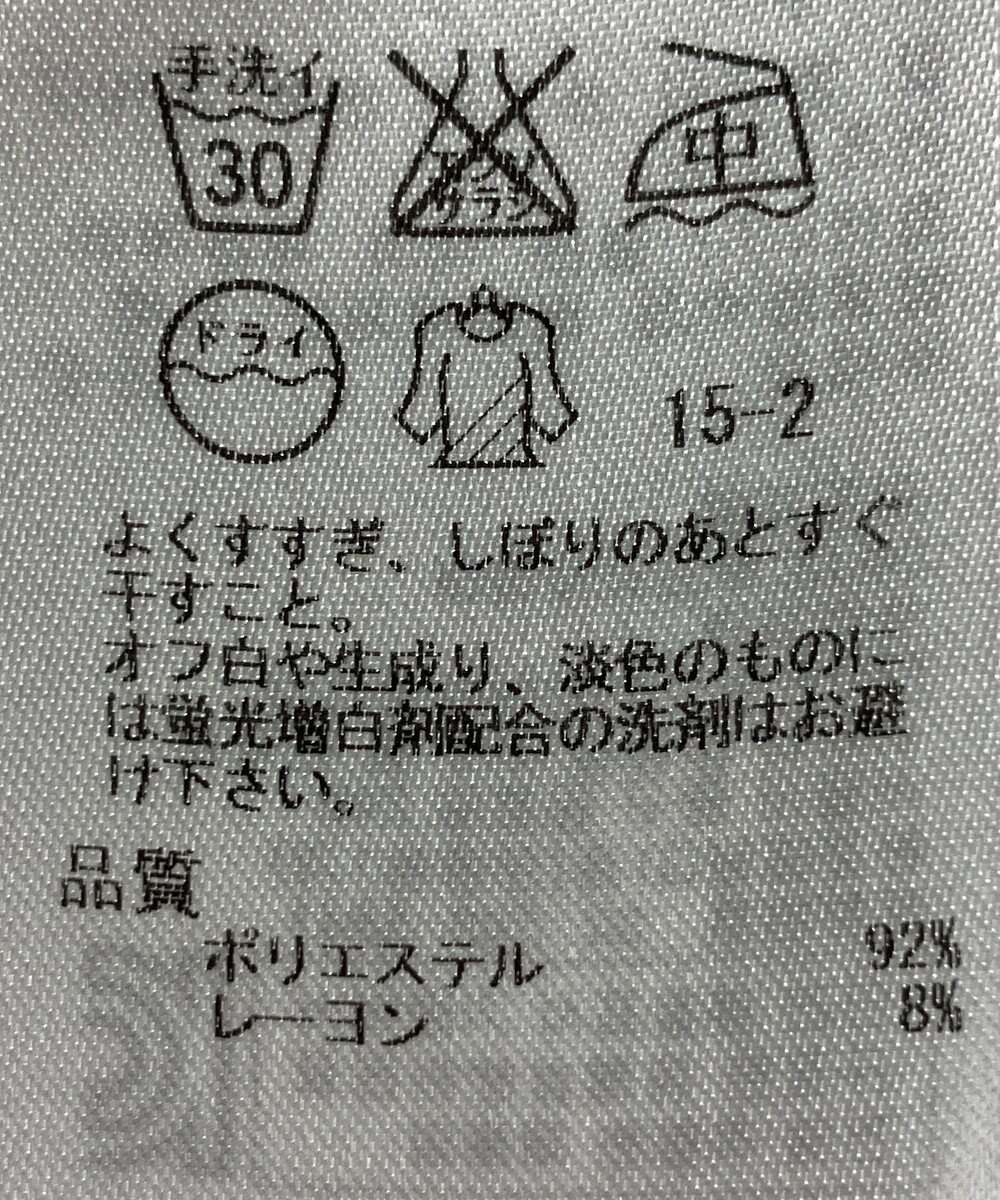 手洗イ
30
エンソ
サラシ
中
ドライ
15-2
よくすすぎ、しぼりのあとすぐ
干すこと。
オフ白や生成り、淡色のものに
は蛍光増白剤配合の洗剤はお避
け下さい。
品質
ポリエステル 92%
レーヨン 8%